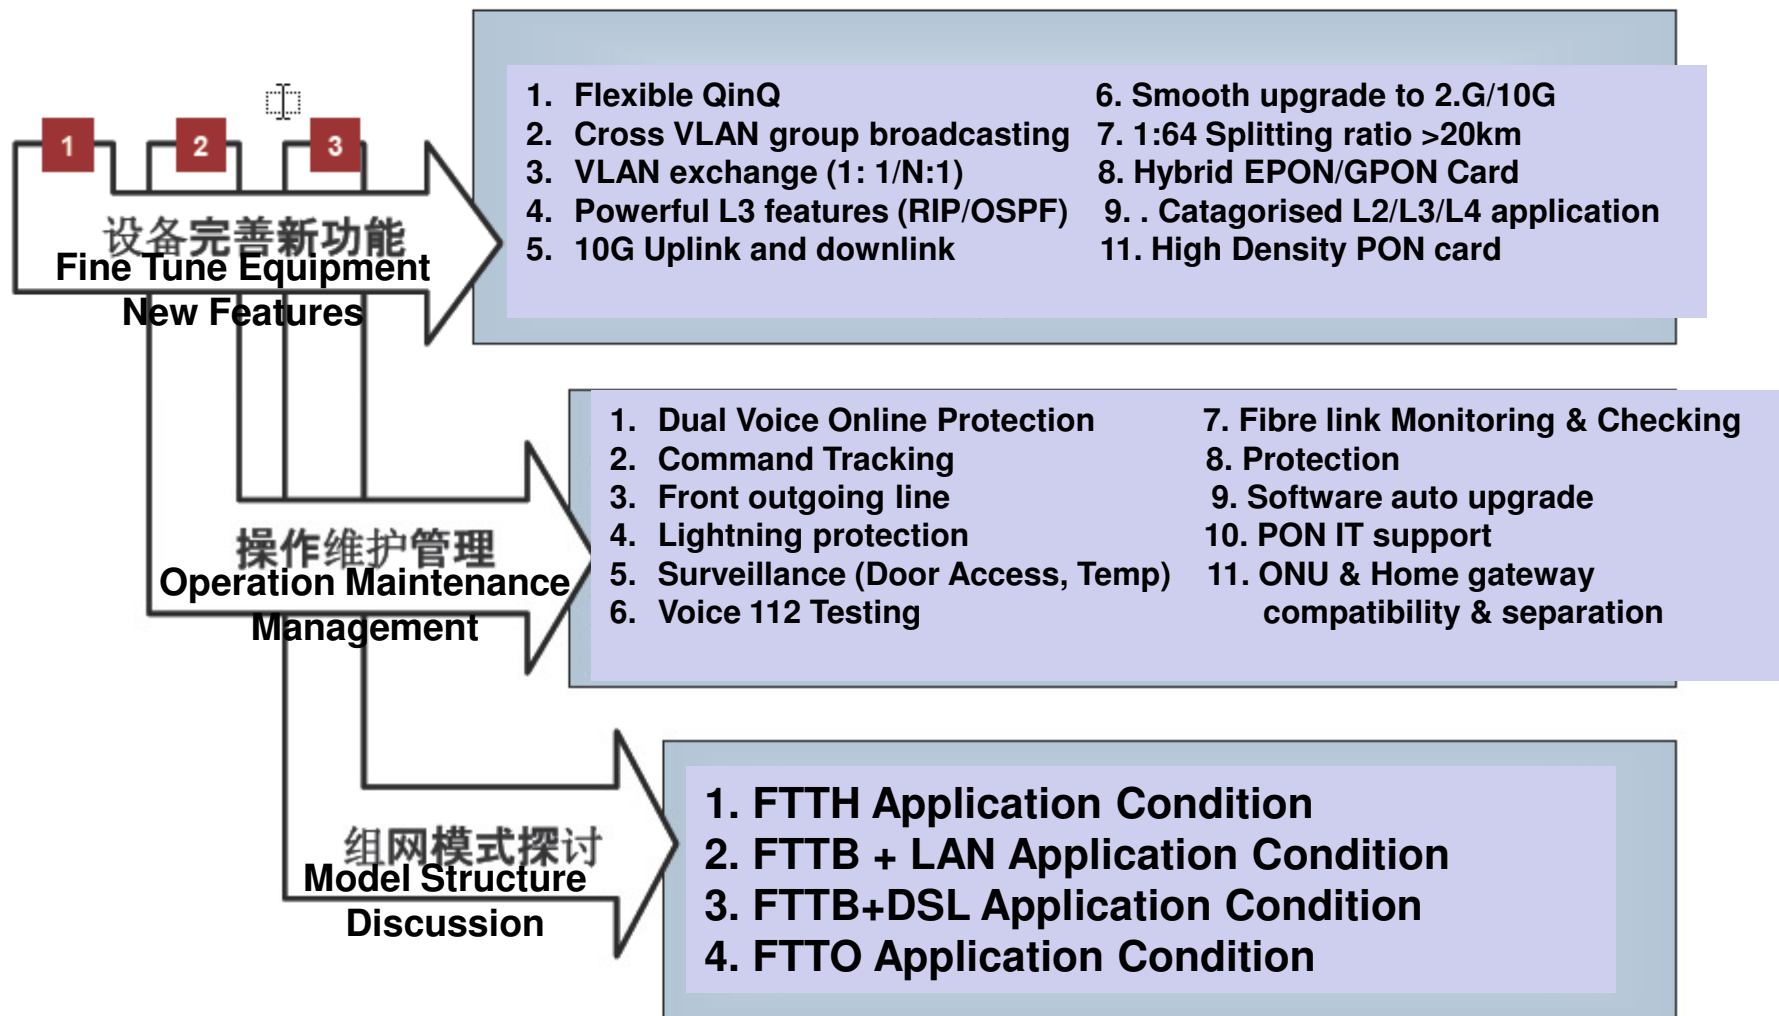 1
2
3
设备完善新功能
Fine Tune Equipment
New Features
1. Flexible QinQ
2. Cross VLAN group broadcasting
3. VLAN exchange (1: 1/N:1)
4. Powerful L3 features (RIP/OSPF)
5. 10G Uplink and downlink
6. Smooth upgrade to 2.G/10G
7. 1:64 Splitting ratio >20km
8. Hybrid EPON/GPON Card
9. . Catagorised L2/L3/L4 application
11. High Density PON card
操作维护管理
Operation Maintenance
Management
1. Dual Voice Online Protection
2. Command Tracking
3. Front outgoing line
4. Lightning protection
5. Surveillance (Door Access, Temp)
6. Voice 112 Testing
7. Fibre link Monitoring & Checking
8. Protection
9. Software auto upgrade
10. PON IT support
11. ONU & Home gateway
compatibility & separation
组网模式探讨
Model Structure
Discussion
1. FTTH Application Condition
2. FTTB + LAN Application Condition
3. FTTB+DSL Application Condition
4. FTTO Application Condition